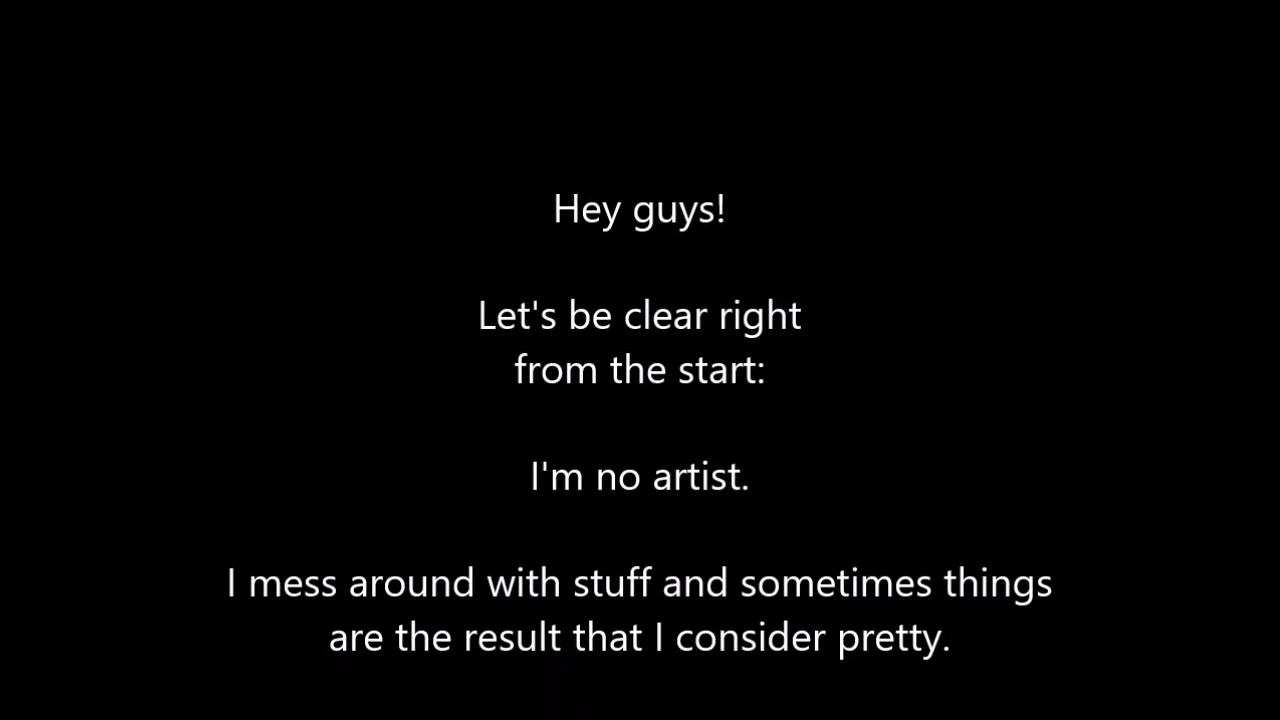 Hey guys!
Let's be clear right
from the start:
I'm no artist.
I mess around with stuff and sometimes things
are the result that I consider pretty.